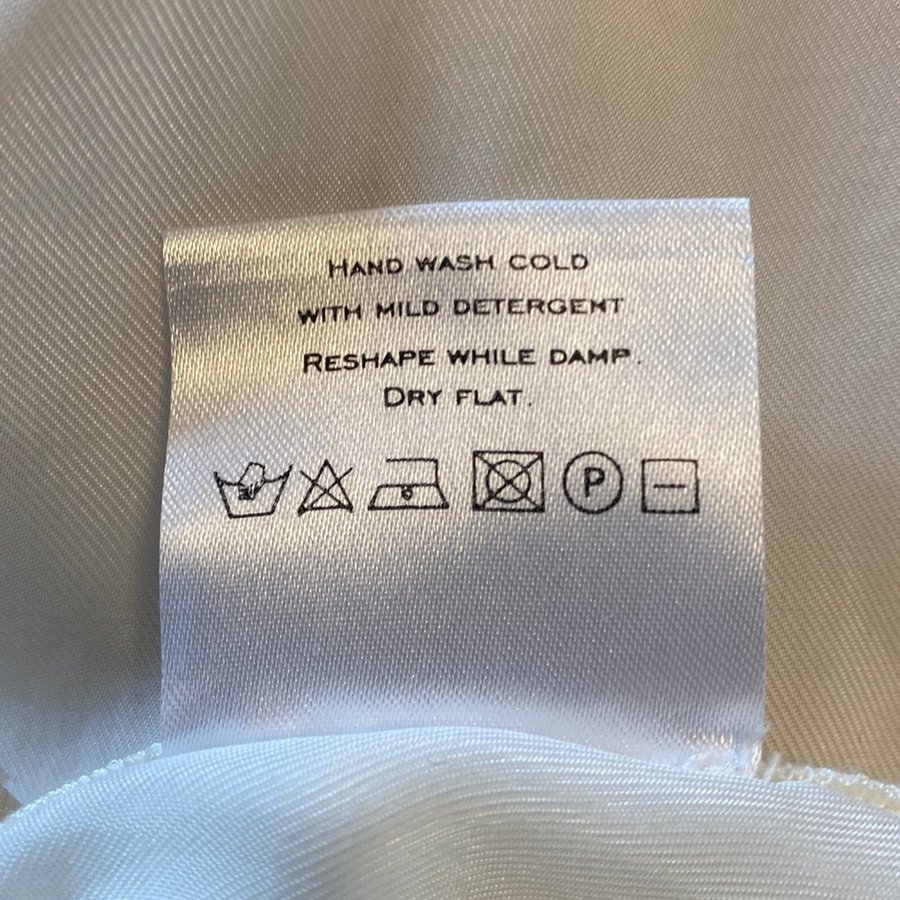 Hand wash cold
with mild detergent
Reshape while damp.
Dry flat.
P